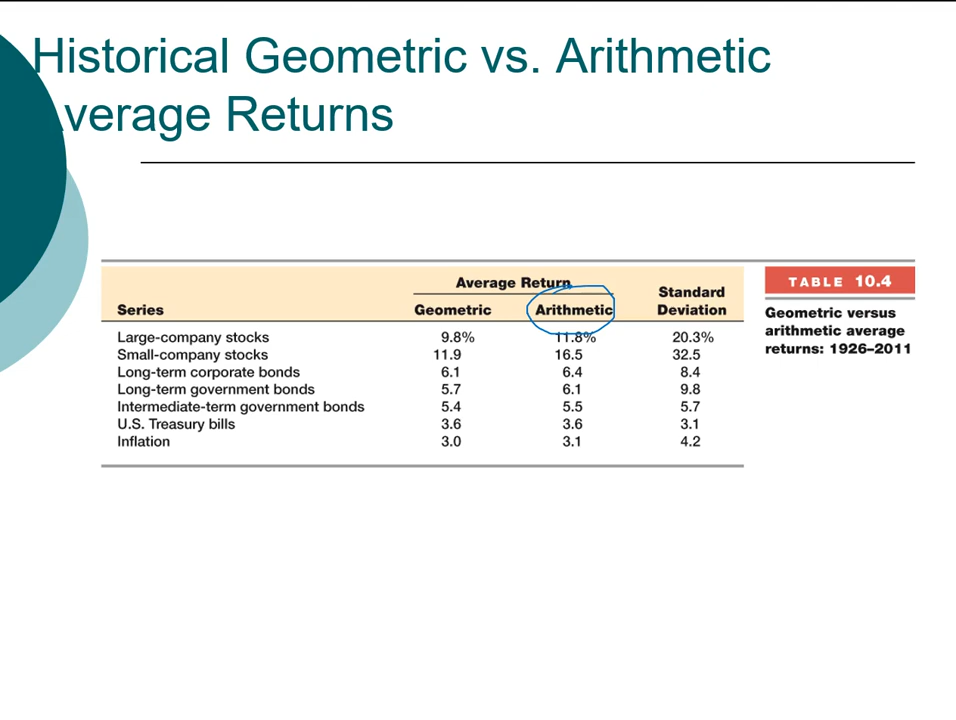 Historical Geometric vs. Arithmetic
Average Returns
Average Return
Series Geometric Arithmetic Standard Deviation
Large-company stocks 9.8% 11.8% 20.3%
Small-company stocks 11.9 16.5 32.5
Long-term corporate bonds 6.1 6.4 8.4
Long-term government bonds 5.7 6.1 9.8
Intermediate-term government bonds 5.4 5.5 5.7
U.S. Treasury bills 3.6 3.6 3.1
Inflation 3.0 3.1 4.2
TABLE 10.4
Geometric versus
arithmetic average
returns: 1926–2011